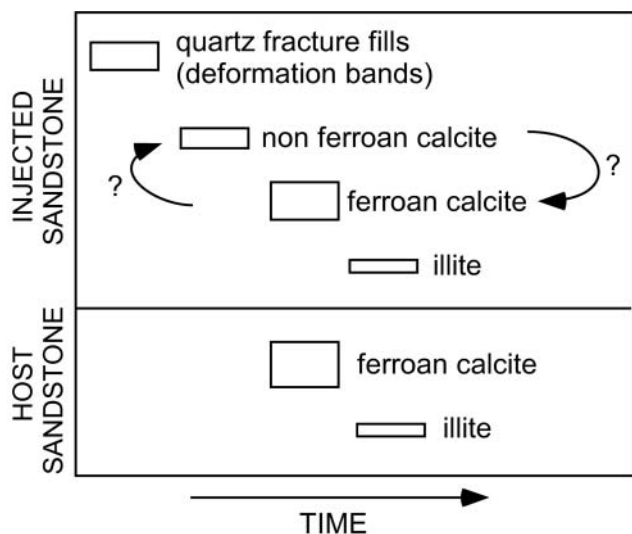 INJECTED
SANDSTONE
quartz fracture fills
(deformation bands)
non ferroan calcite
?
?
ferroan calcite
illite
HOST
SANDSTONE
ferroan calcite
illite
TIME